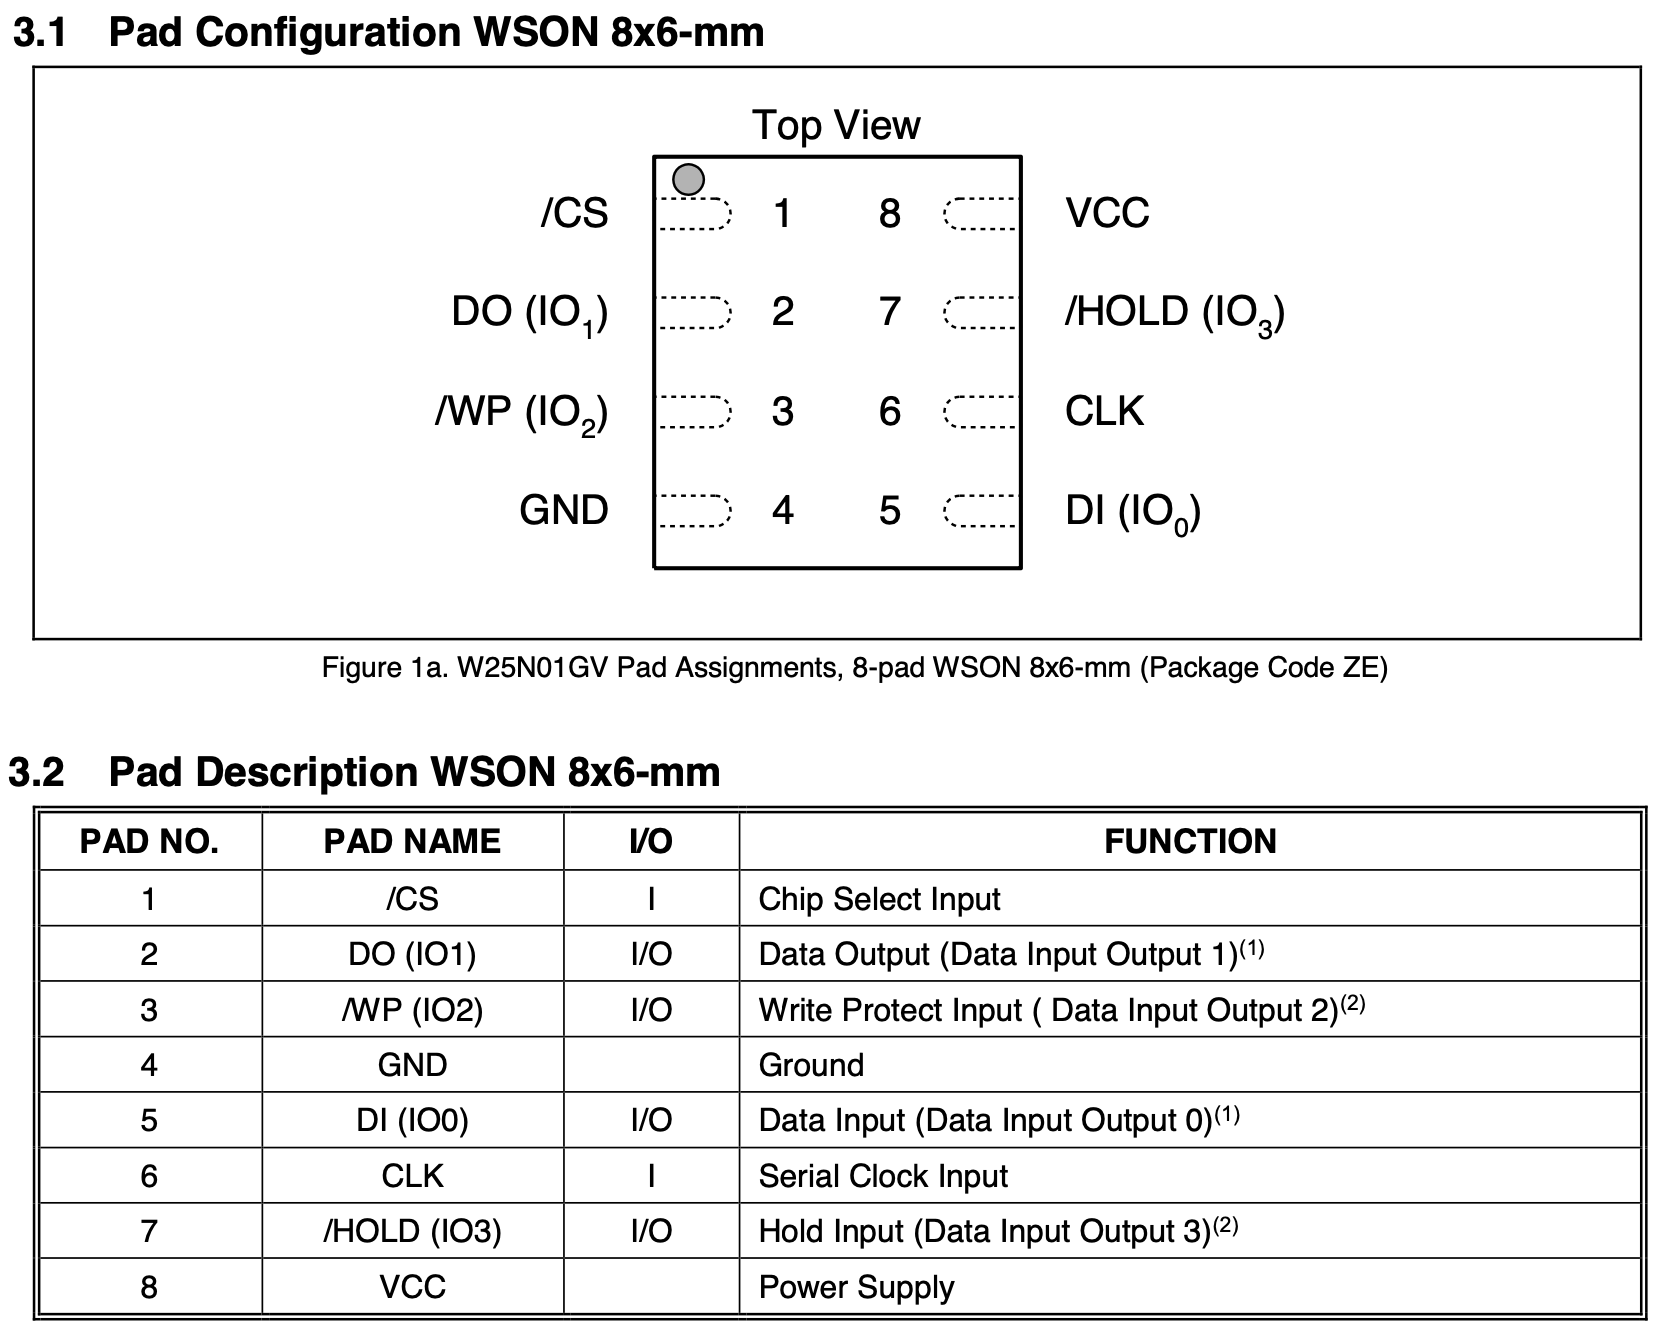 3.1 Pad Configuration WSON 8x6-mm
Top View
/CS 1 8 VCC
DO (IO1) 2 7 /HOLD (IO3)
/WP (IO2) 3 6 CLK
GND 4 5 DI (IO0)
Figure 1a. W25N01GV Pad Assignments, 8-pad WSON 8x6-mm (Package Code ZE)
3.2 Pad Description WSON 8x6-mm
PAD NO. PAD NAME I/O FUNCTION
1 /CS I Chip Select Input
2 DO (IO1) I/O Data Output (Data Input Output 1)(1)
3 /WP (IO2) I/O Write Protect Input ( Data Input Output 2)(2)
4 GND Ground
5 DI (IO0) I/O Data Input (Data Input Output 0)(1)
6 CLK I Serial Clock Input
7 /HOLD (IO3) I/O Hold Input (Data Input Output 3)(2)
8 VCC Power Supply